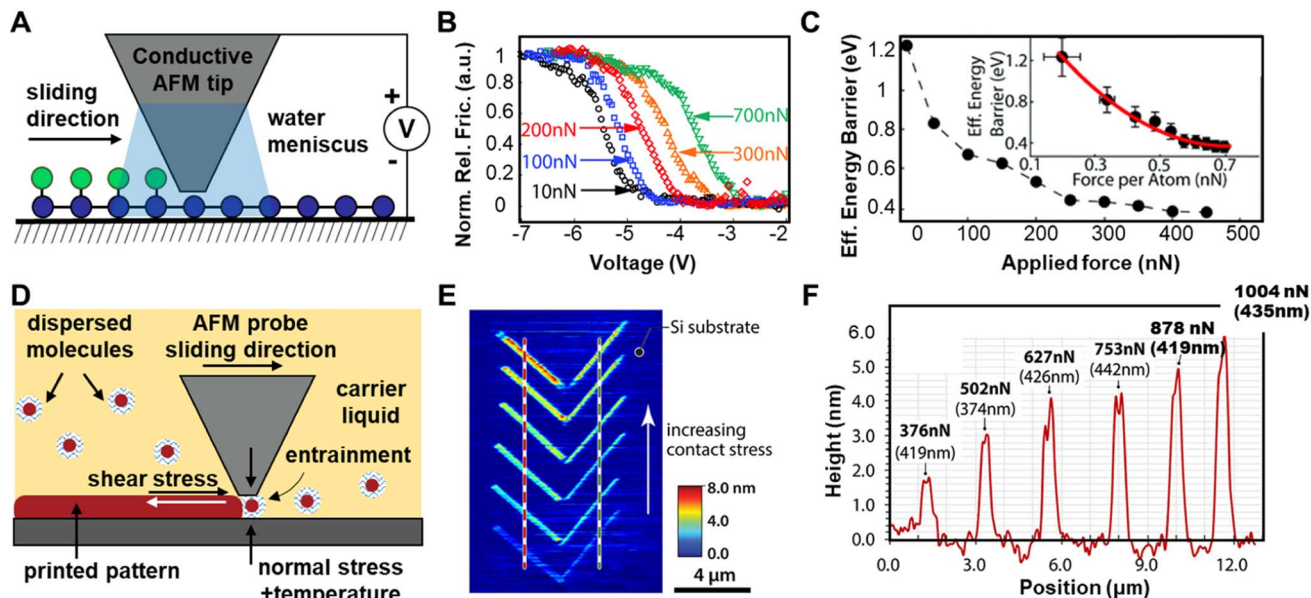 A
Conductive
AFM tip
sliding
direction
water
meniscus
+
V
-
B
Norm. Rel. Fric. (a.u.)
1
0.8
0.6
0.4
0.2
0
700nN
200nN
300nN
100nN
10nN
-7
-6
-5
-4
-3
-2
Voltage (V)
C
Eff. Energy Barrier (eV)
1.2
1
0.8
0.6
0.4
Eff. Energy
Barrier (eV)
1.2
0.8
0.4
0.1
0.3
0.5
0.7
Force per Atom (nN)
0
100
200
300
400
500
Applied force (nN)
D
dispersed
molecules
AFM probe
sliding direction
carrier
liquid
entrainment
shear stress
printed pattern
normal stress
+temperature
E
Si substrate
increasing
contact stress
8.0 nm
4.0
0.0
4 μm
F
1004 nN
(435nm)
878 nN
(419nm)
753nN
(442nm)
627nN
(426nm)
502nN
(374nm)
376nN
(419nm)
Height (nm)
6.0
5.0
4.0
3.0
2.0
1.0
0.0
0.0
3.0
6.0
9.0
12.0
Position (μm)